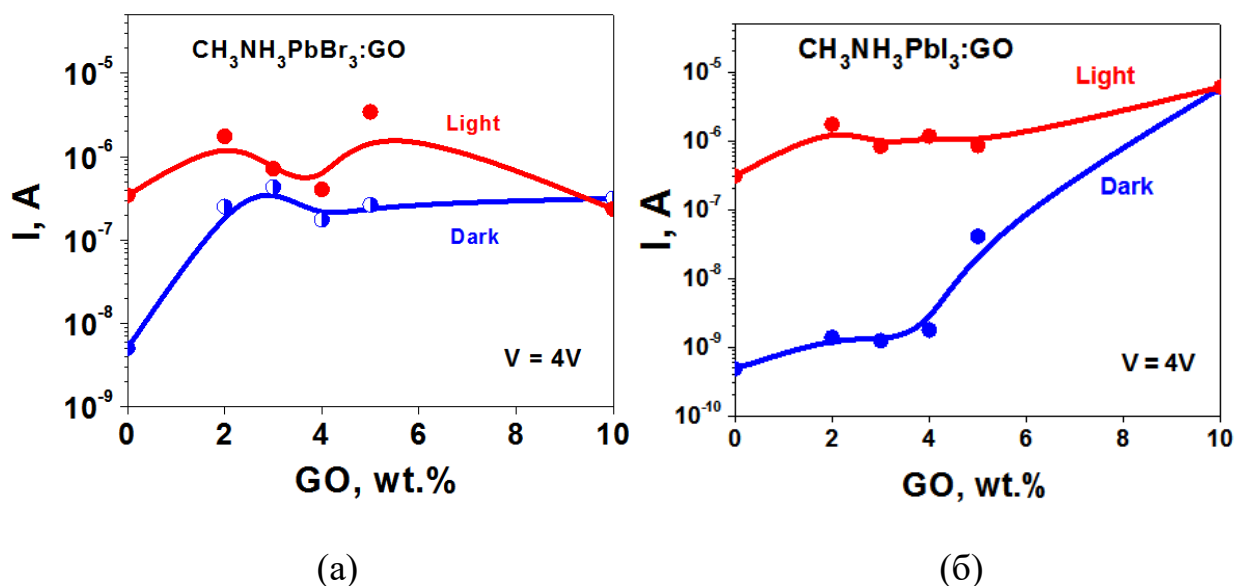 CH₃NH₃PbBr₃:GO
10⁻⁵
10⁻⁶
10⁻⁷
10⁻⁸
10⁻⁹
I, A
Light
Dark
V = 4V
0 2 4 6 8 10
GO, wt.%
(а)
CH₃NH₃PbI₃:GO
10⁻⁵
10⁻⁶
10⁻⁷
10⁻⁸
10⁻⁹
10⁻¹⁰
I, A
Light
Dark
V = 4V
0 2 4 6 8 10
GO, wt.%
(б)